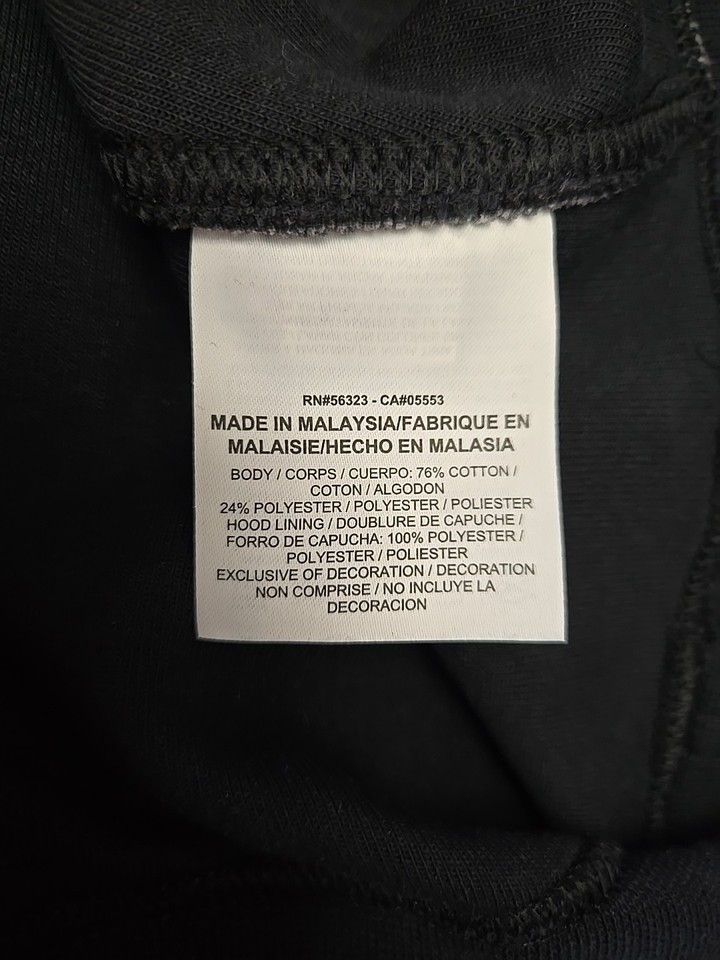 RN#56323 - CA#05553
MADE IN MALAYSIA/FABRIQUE EN
MALAISIE/HECHO EN MALASIA
BODY / CORPS / CUERPO: 76% COTTON /
COTON / ALGODON
24% POLYESTER / POLYESTER / POLIESTER
HOOD LINING / DOUBLURE DE CAPUCHE /
FORRO DE CAPUCHA: 100% POLYESTER /
POLYESTER / POLIESTER
EXCLUSIVE OF DECORATION / DECORATION
NON COMPRISE / NO INCLUYE LA
DECORACION